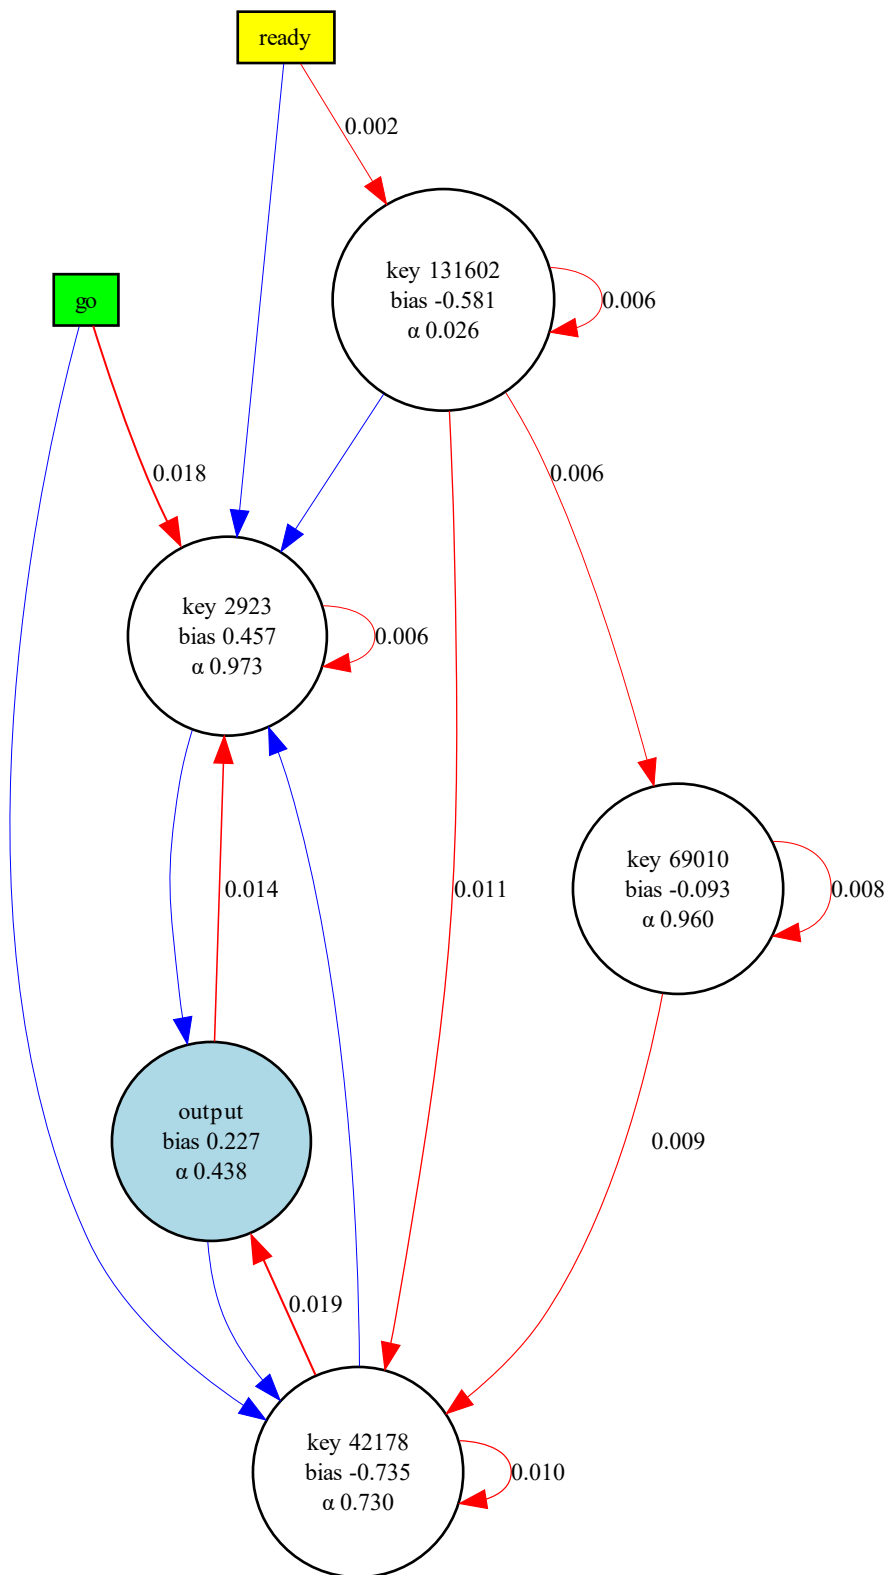 ready
0.002
key 131602
bias -0.581
α 0.026
0.006
go
0.018
0.006
key 2923
bias 0.457
α 0.973
0.006
key 69010
bias -0.093
α 0.960
0.008
0.014
0.011
output
bias 0.227
α 0.438
0.009
0.019
key 42178
bias -0.735
α 0.730
0.010